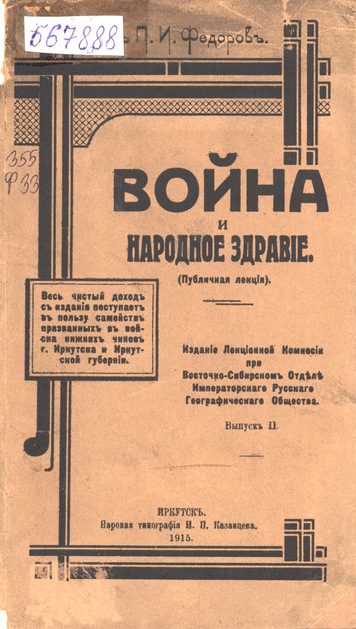 567888
П. И. Федоровъ.
355
Ф 33
ВОЙНА
И
НАРОДНОЕ ЗДРАВІЕ.
(Публичная лекція).
Весь чистый доходъ
съ изданія поступаетъ
въ пользу семействъ
призванныхъ въ вой-
ска нижнихъ чиновъ
г. Иркутска и Иркут-
ской губерніи.
Изданіе Лекціонной Комиссіи
при
Восточно-Сибирскомъ Отдѣлѣ
Императорскаго Русскаго
Географическаго Общества.
Выпускъ II.
ИРКУТСКЪ.
Паровая типографія И. П. Казанцева.
1915.